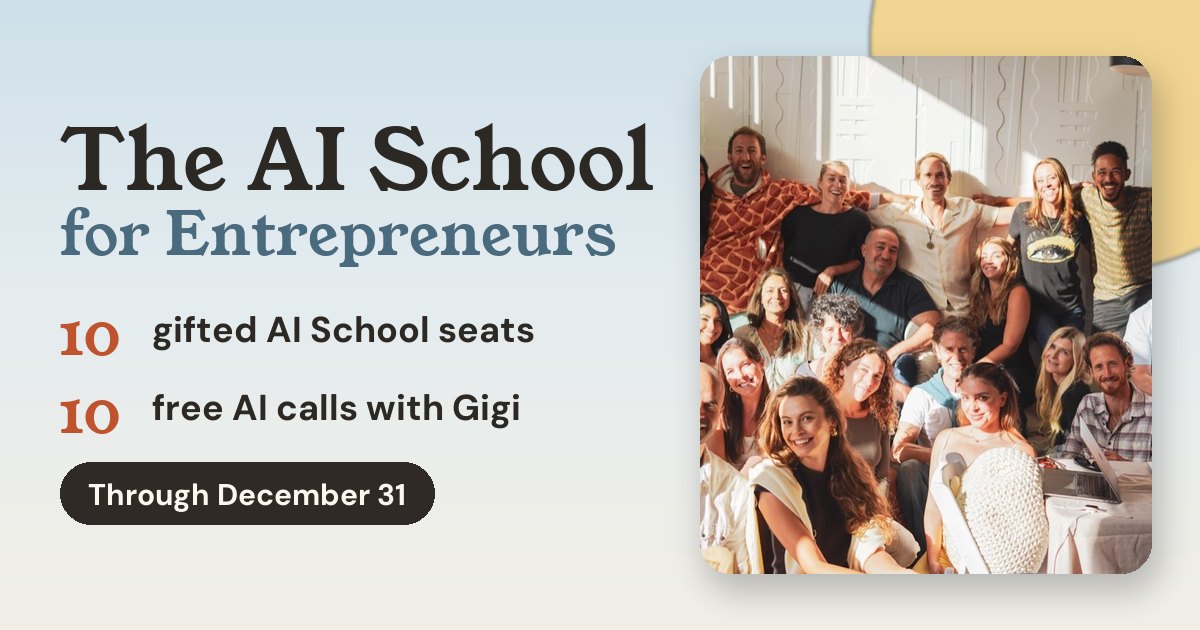 The AI School
for Entrepreneurs
10 gifted AI School seats
10 free AI calls with Gigi
Through December 31